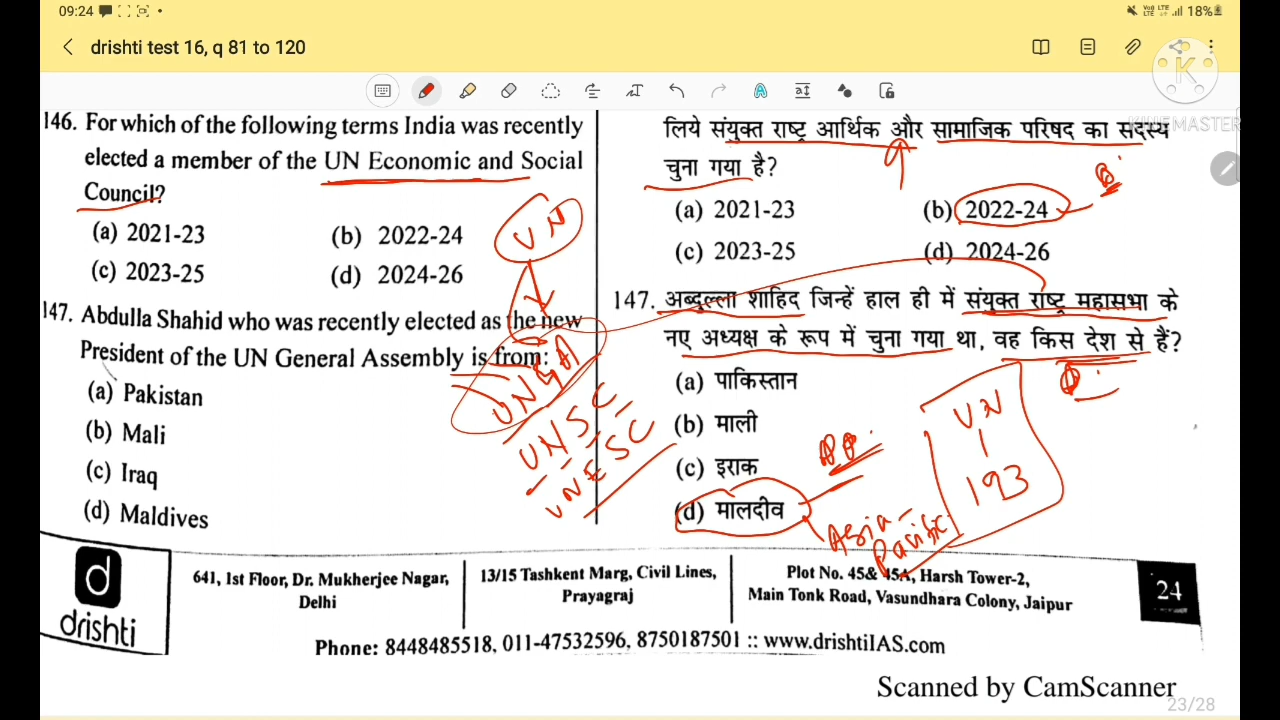 09:24
18%
drishti test 16, q 81 to 120
KINEMASTER
146. For which of the following terms India was recently
elected a member of the UN Economic and Social
Council?
(a) 2021-23 (b) 2022-24
(c) 2023-25 (d) 2024-26
147. Abdulla Shahid who was recently elected as the new
President of the UN General Assembly is from:
(a) Pakistan
(b) Mali
(c) Iraq
(d) Maldives
UN
UNGA
UNSC
UNESC
लिये संयुक्त राष्ट्र आर्थिक और सामाजिक परिषद का सदस्य
चुना गया है?
(a) 2021-23 (b) 2022-24
(c) 2023-25 (d) 2024-26
147. अब्दुल्ला शाहिद जिन्हें हाल ही में संयुक्त राष्ट्र महासभा के
नए अध्यक्ष के रूप में चुना गया था, वह किस देश से हैं?
(a) पाकिस्तान
(b) माली
(c) इराक
(d) मालदीव
UN
193
Asia-
Pacific
d
drishti
641, 1st Floor, Dr. Mukherjee Nagar,
Delhi
13/15 Tashkent Marg, Civil Lines,
Prayagraj
Plot No. 45& 45A, Harsh Tower-2,
Main Tonk Road, Vasundhara Colony, Jaipur
24
Phone: 8448485518, 011-47532596, 8750187501 :: www.drishtiIAS.com
Scanned by CamScanner
23/28